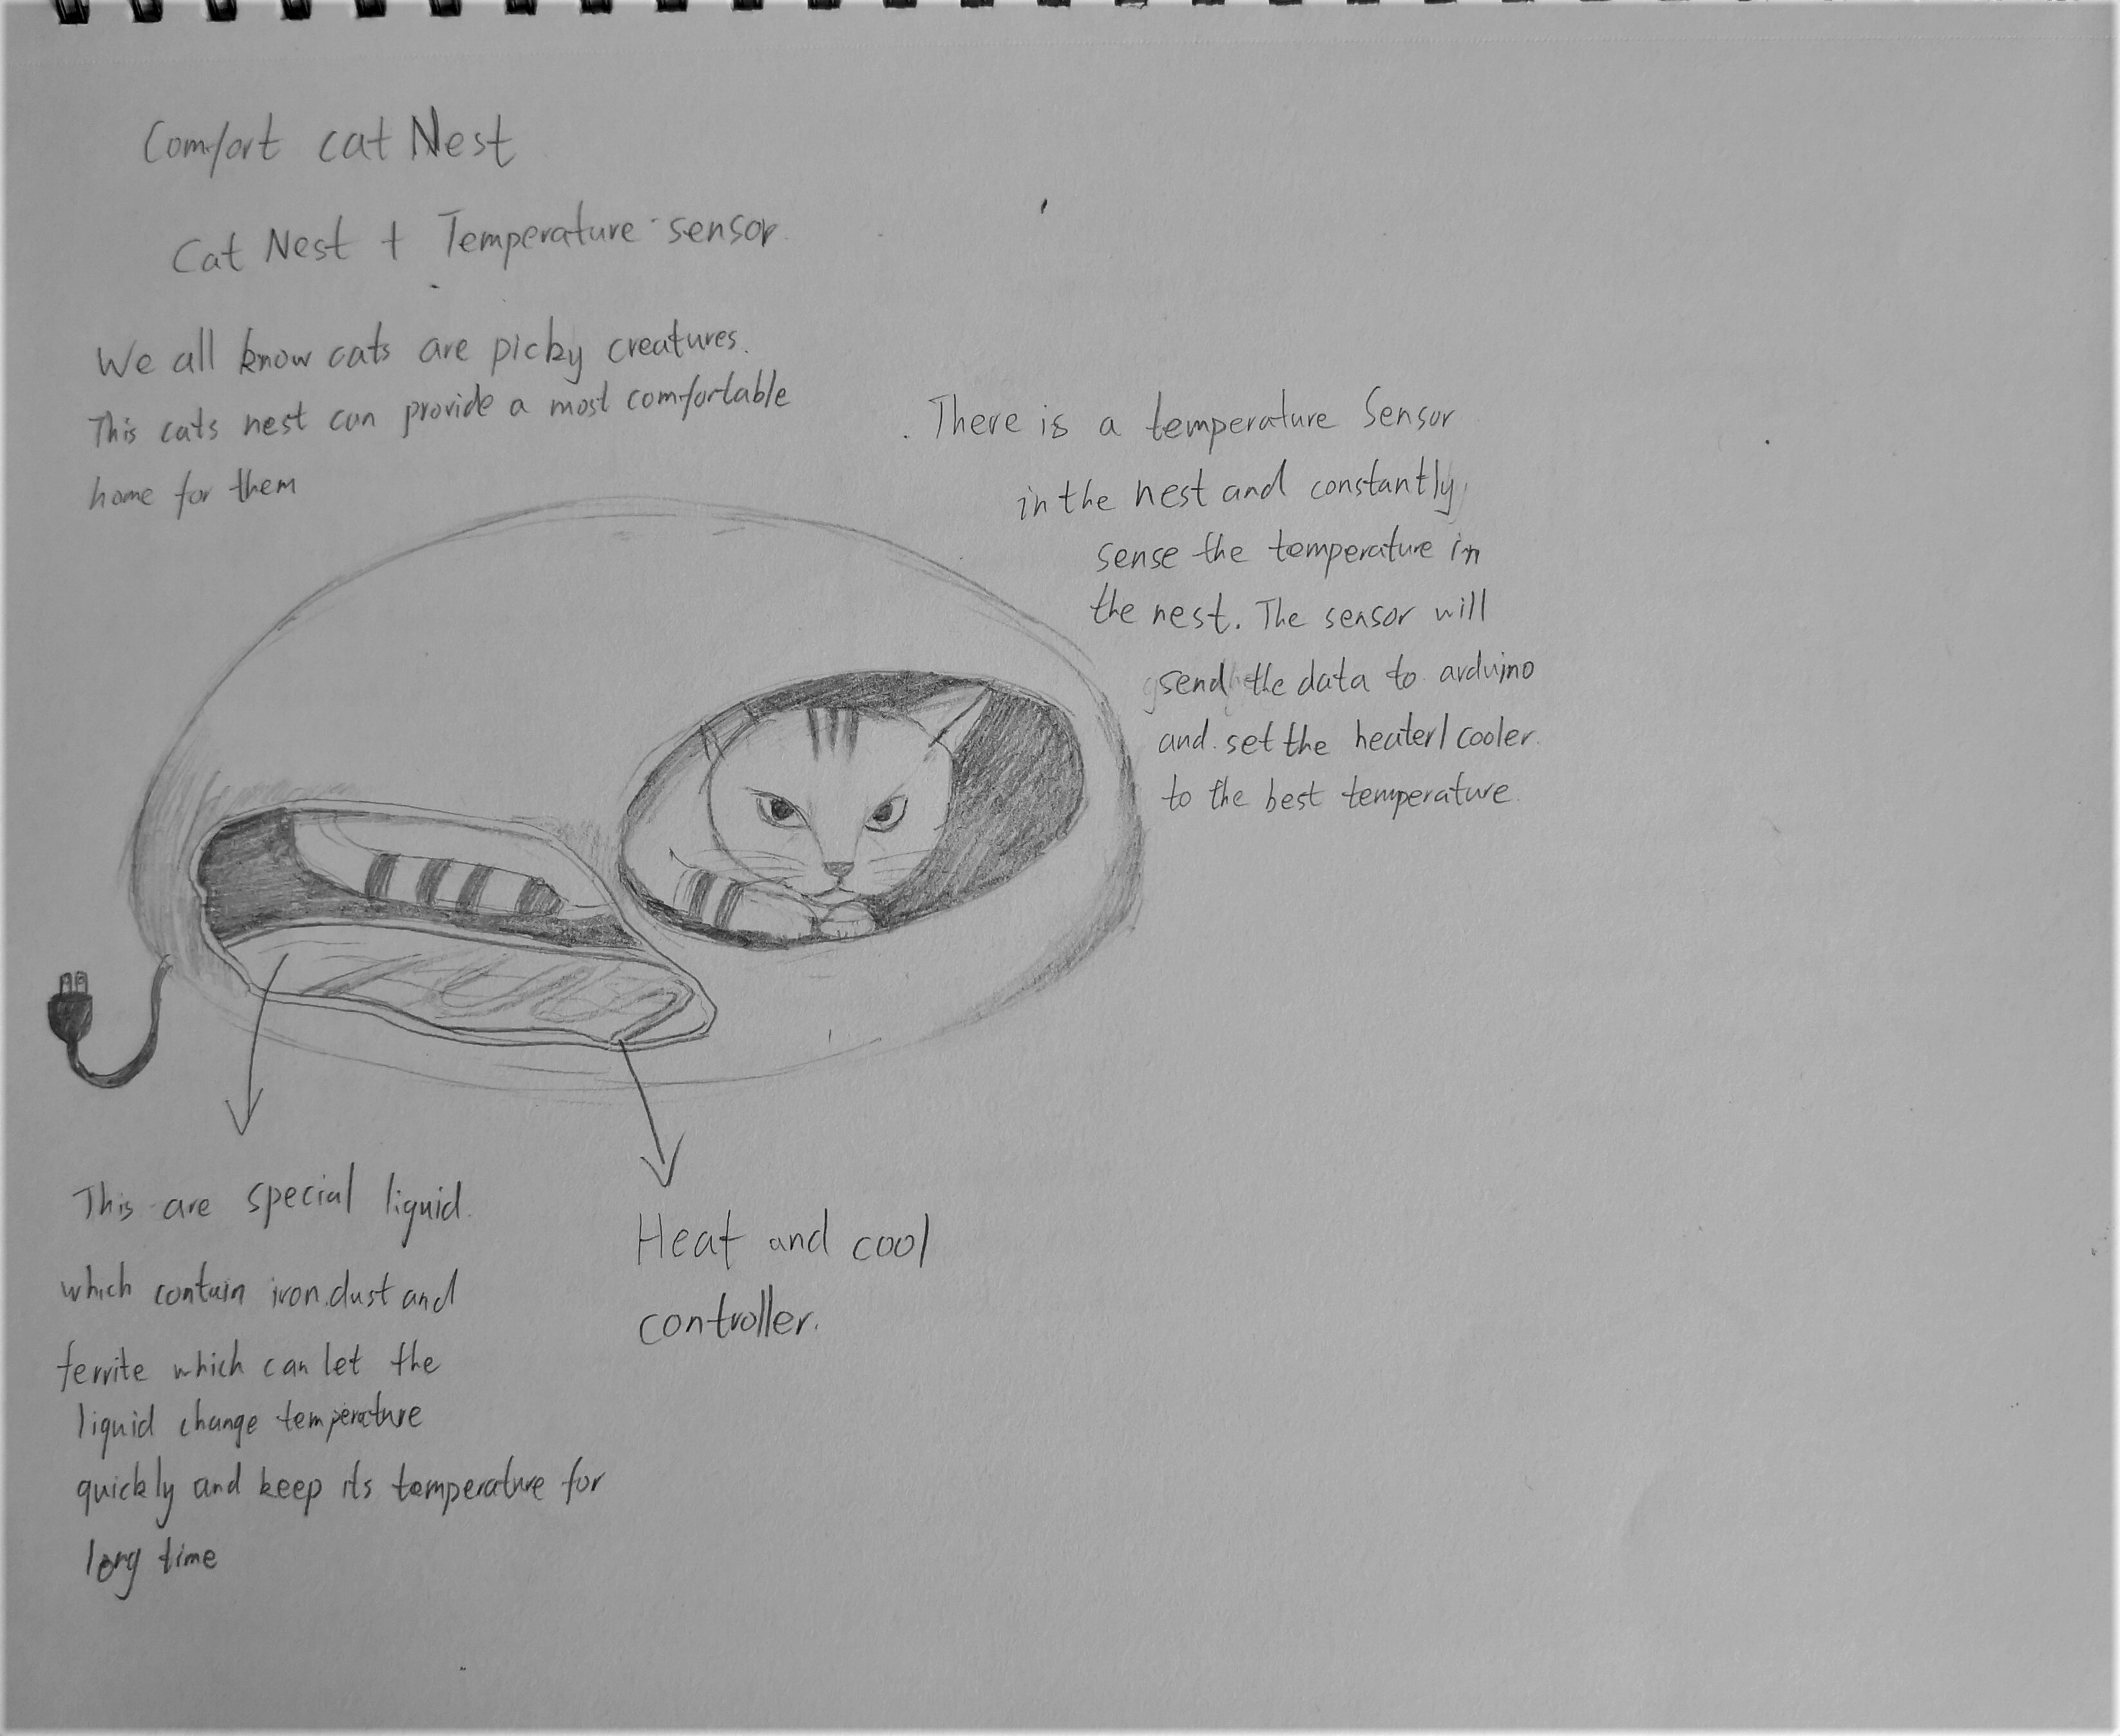 Comfort cat Nest
Cat Nest + Temperature sensor
We all know cats are picky creatures.
This cats nest can provide a most comfortable
home for them
There is a temperature Sensor
in the nest and constantly
sense the temperature in
the nest. The sensor will
send the data to arduino
and set the heater/cooler
to the best temperature
This are special liquid
which contain iron dust and
ferrite which can let the
liquid change temperature
quickly and keep its temperature for
long time
Heat and cool
controller.